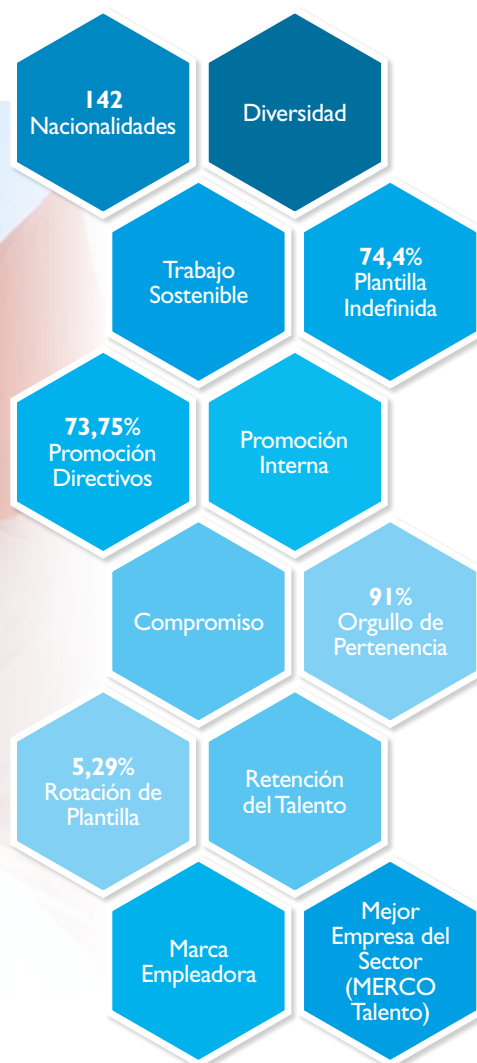 142
Nacionalidades
Diversidad
Trabajo
Sostenible
74,4%
Plantilla
Indefinida
73,75%
Promoción
Directivos
Promoción
Interna
Compromiso
91%
Orgullo de
Pertenencia
5,29%
Rotación de
Plantilla
Retención
del Talento
Marca
Empleadora
Mejor
Empresa del
Sector
(MERCO
Talento)